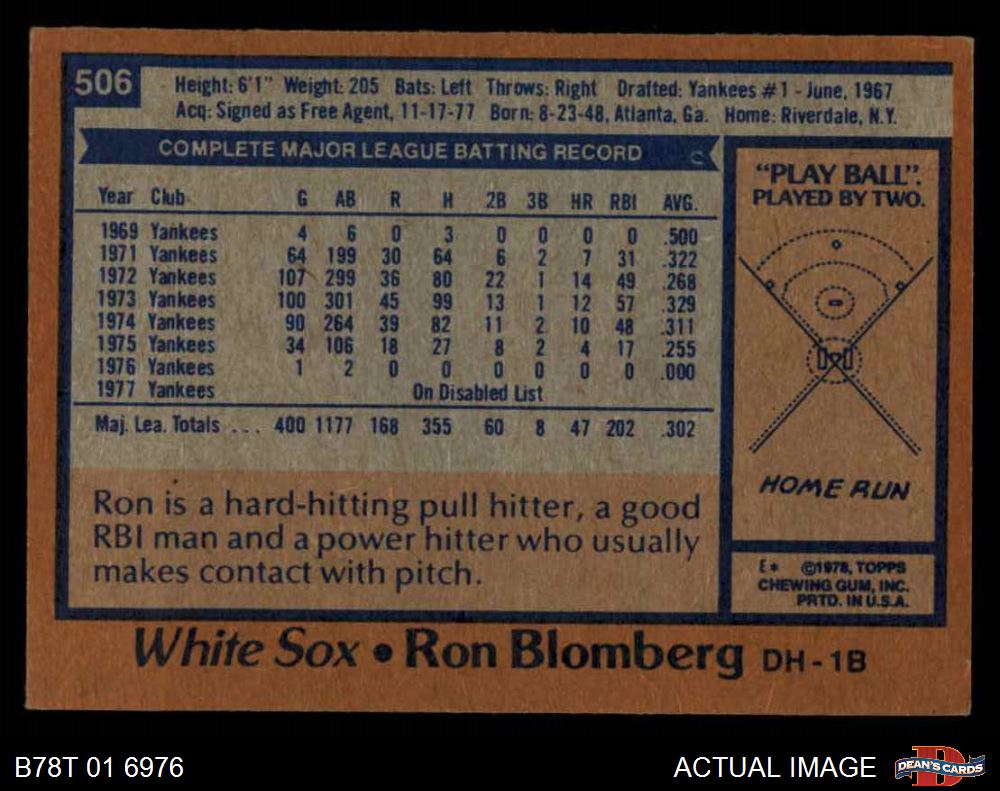 506
Height: 6'1" Weight: 205 Bats: Left Throws: Right Drafted: Yankees #1 - June, 1967
Acq: Signed as Free Agent, 11-17-77 Born: 8-23-48, Atlanta, Ga. Home: Riverdale, N.Y.
COMPLETE MAJOR LEAGUE BATTING RECORD
Year Club G AB R H 2B 3B HR RBI AVG.
1969 Yankees 4 6 0 3 0 0 0 0 .500
1971 Yankees 64 199 30 64 6 2 7 31 .322
1972 Yankees 107 299 36 80 22 1 14 49 .268
1973 Yankees 100 301 45 99 13 1 12 57 .329
1974 Yankees 90 264 39 82 11 2 10 48 .311
1975 Yankees 34 106 18 27 8 2 4 17 .255
1976 Yankees 1 2 0 0 0 0 0 0 .000
1977 Yankees On Disabled List
Maj. Lea. Totals ... 400 1177 168 355 60 8 47 202 .302
Ron is a hard-hitting pull hitter, a good
RBI man and a power hitter who usually
makes contact with pitch.
"PLAY BALL".
PLAYED BY TWO.
HOME RUN
E* ©1978, TOPPS
CHEWING GUM, INC.
PRTD. IN U.S.A.
White Sox • Ron Blomberg DH - 1B
B78T 01 6976
ACTUAL IMAGE
DEAN'S CARDS